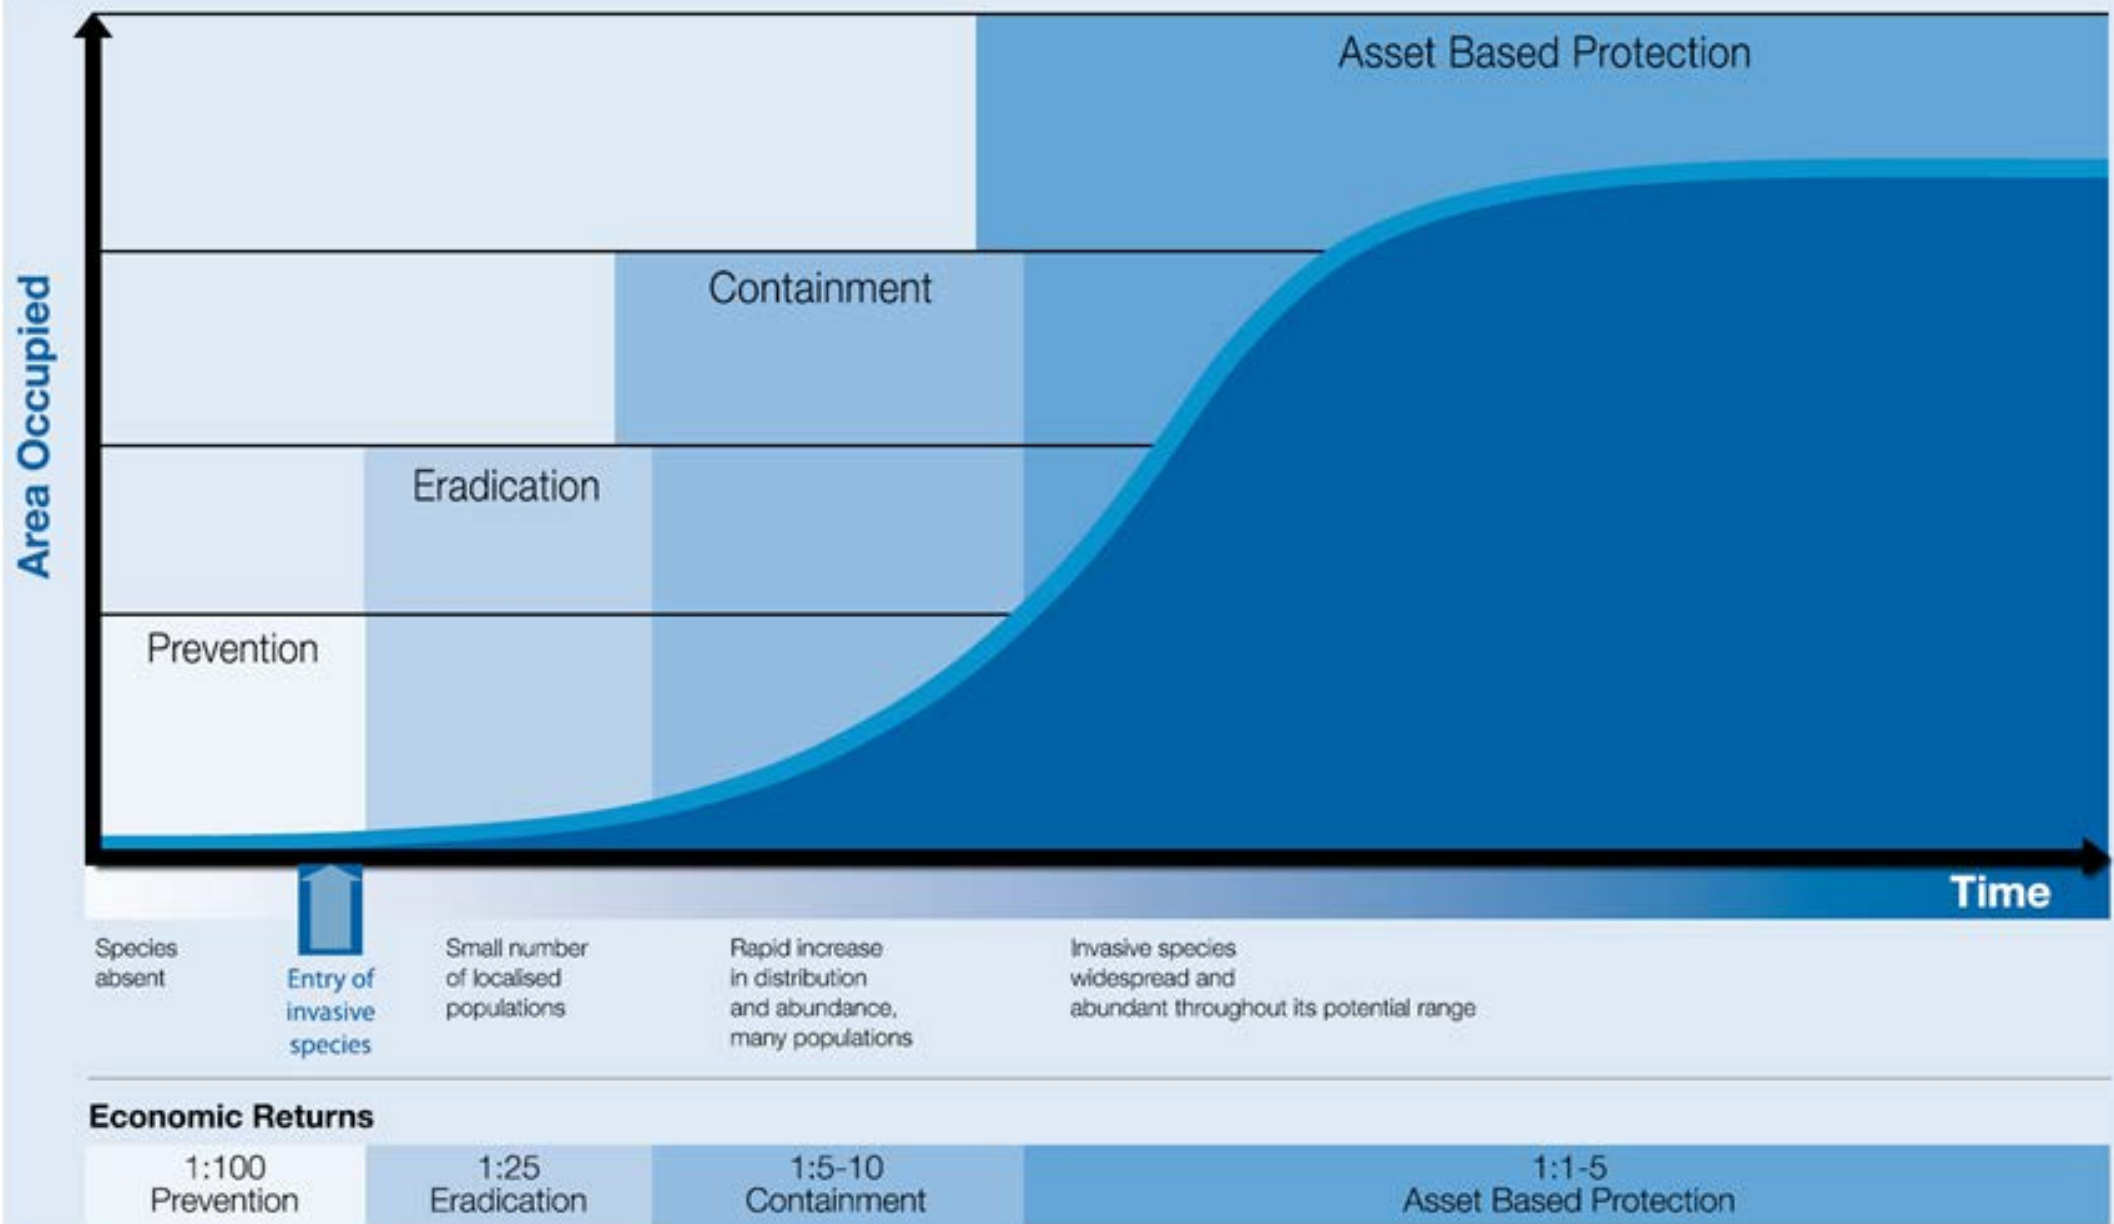 Asset Based Protection
Containment
Eradication
Prevention
Area Occupied
Time
Species
absent
Entry of
invasive
species
Small number
of localised
populations
Rapid increase
in distribution
and abundance,
many populations
Invasive species
widespread and
abundant throughout its potential range
Economic Returns
1:100
Prevention
1:25
Eradication
1:5-10
Containment
1:1-5
Asset Based Protection